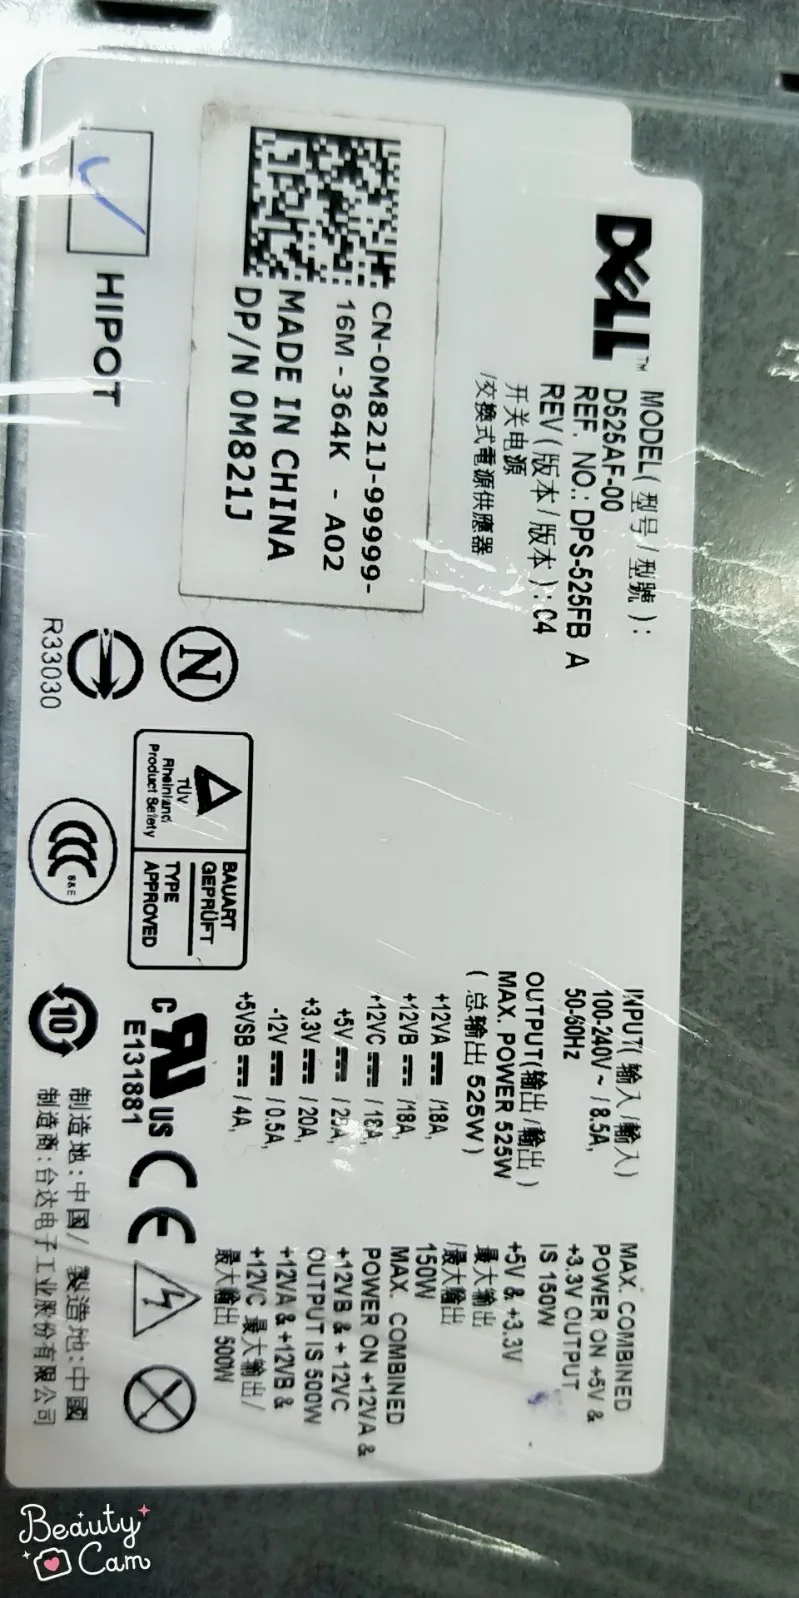 DELL™
MODEL(型号/型號):
D525AF-00
REF. NO.: DPS-525FB A
REV(版本/版本): 04
开关电源
/交換式電源供應器
CN-0M821J-99999-
16M-364K - A02
MADE IN CHINA
DP/N 0M821J
HIPOT
INPUT(输入/輸入)
100-240V~/8.5A,
50-60Hz
OUTPUT(输出/輸出)
MAX. POWER 525W
(总输出 525W)
+12VA ⎓ /18A,
+12VB ⎓ /18A,
+12VC ⎓ /18A,
+5V ⎓ /25A,
+3.3V ⎓ /20A,
-12V ⎓ /0.5A,
+5VSB ⎓ /4A,
MAX. COMBINED
POWER ON +5V &
+3.3V OUTPUT
IS 150W
+5V & +3.3V
最大输出
/最大輸出
150W
MAX. COMBINED
POWER ON +12VA &
+12VB & +12VC
OUTPUT IS 500W
+12VA & +12VB &
+12VC 最大输出/
最大輸出 500W
N
R33030
TÜV
Rheinland
Product Safety
BAUART
GEPRÜFT
TYPE
APPROVED
CCC
S&E
10
c RU US
E131881
CE
制造地:中国/製造地:中國
制造商:台达电子工业股份有限公司
Beauty
Cam